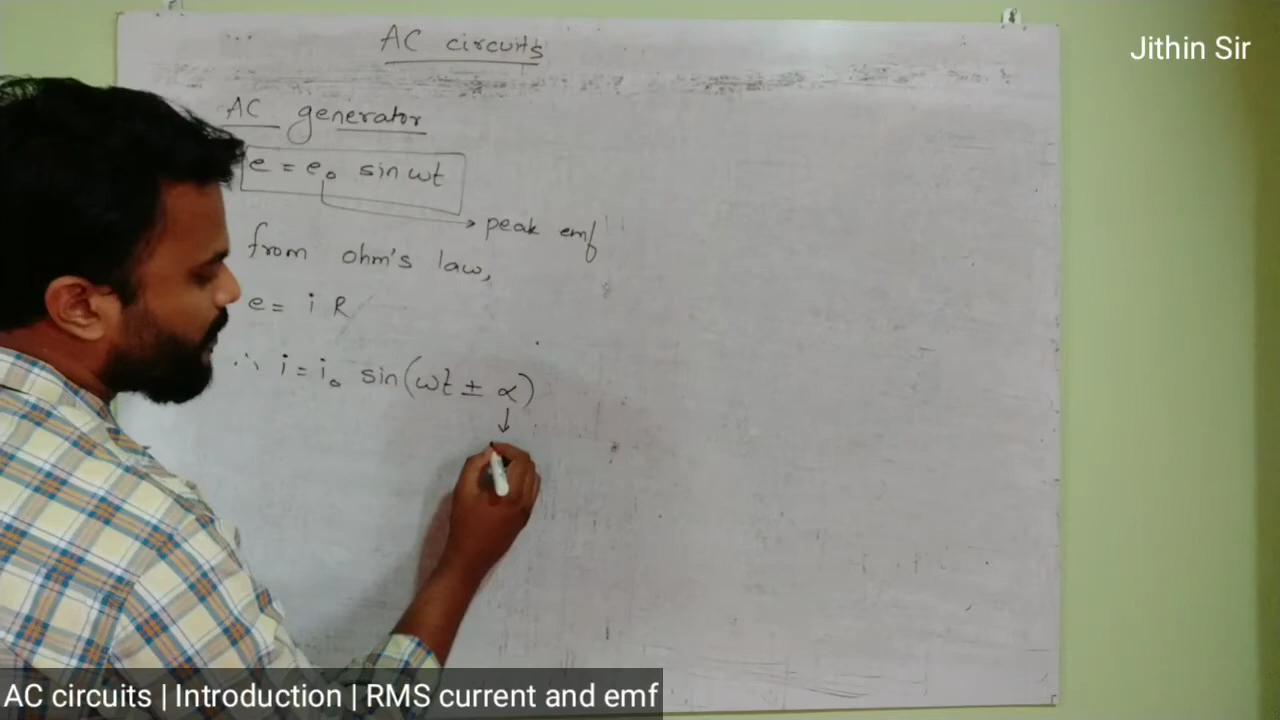 AC circuits
Jithin Sir
AC generator
e = e₀ sin ωt
peak emf
from ohm's law,
e = i R
∴ i = i₀ sin(ωt ± α)
AC circuits | Introduction | RMS current and emf